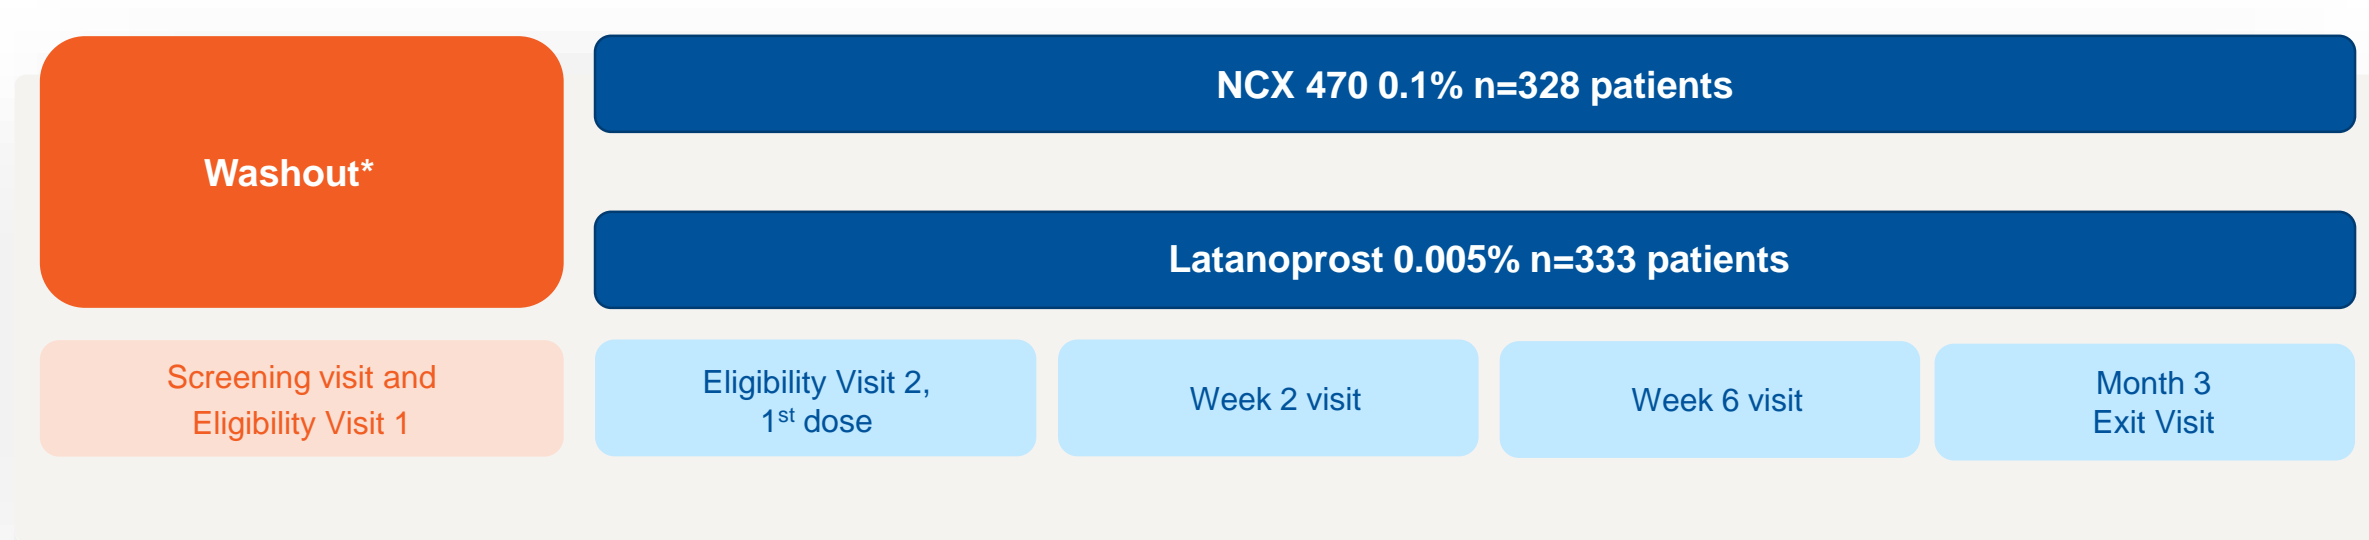 Washout*
NCX 470 0.1% n=328 patients
Latanoprost 0.005% n=333 patients
Screening visit and
Eligibility Visit 1
Eligibility Visit 2,
1st dose
Week 2 visit
Week 6 visit
Month 3
Exit Visit